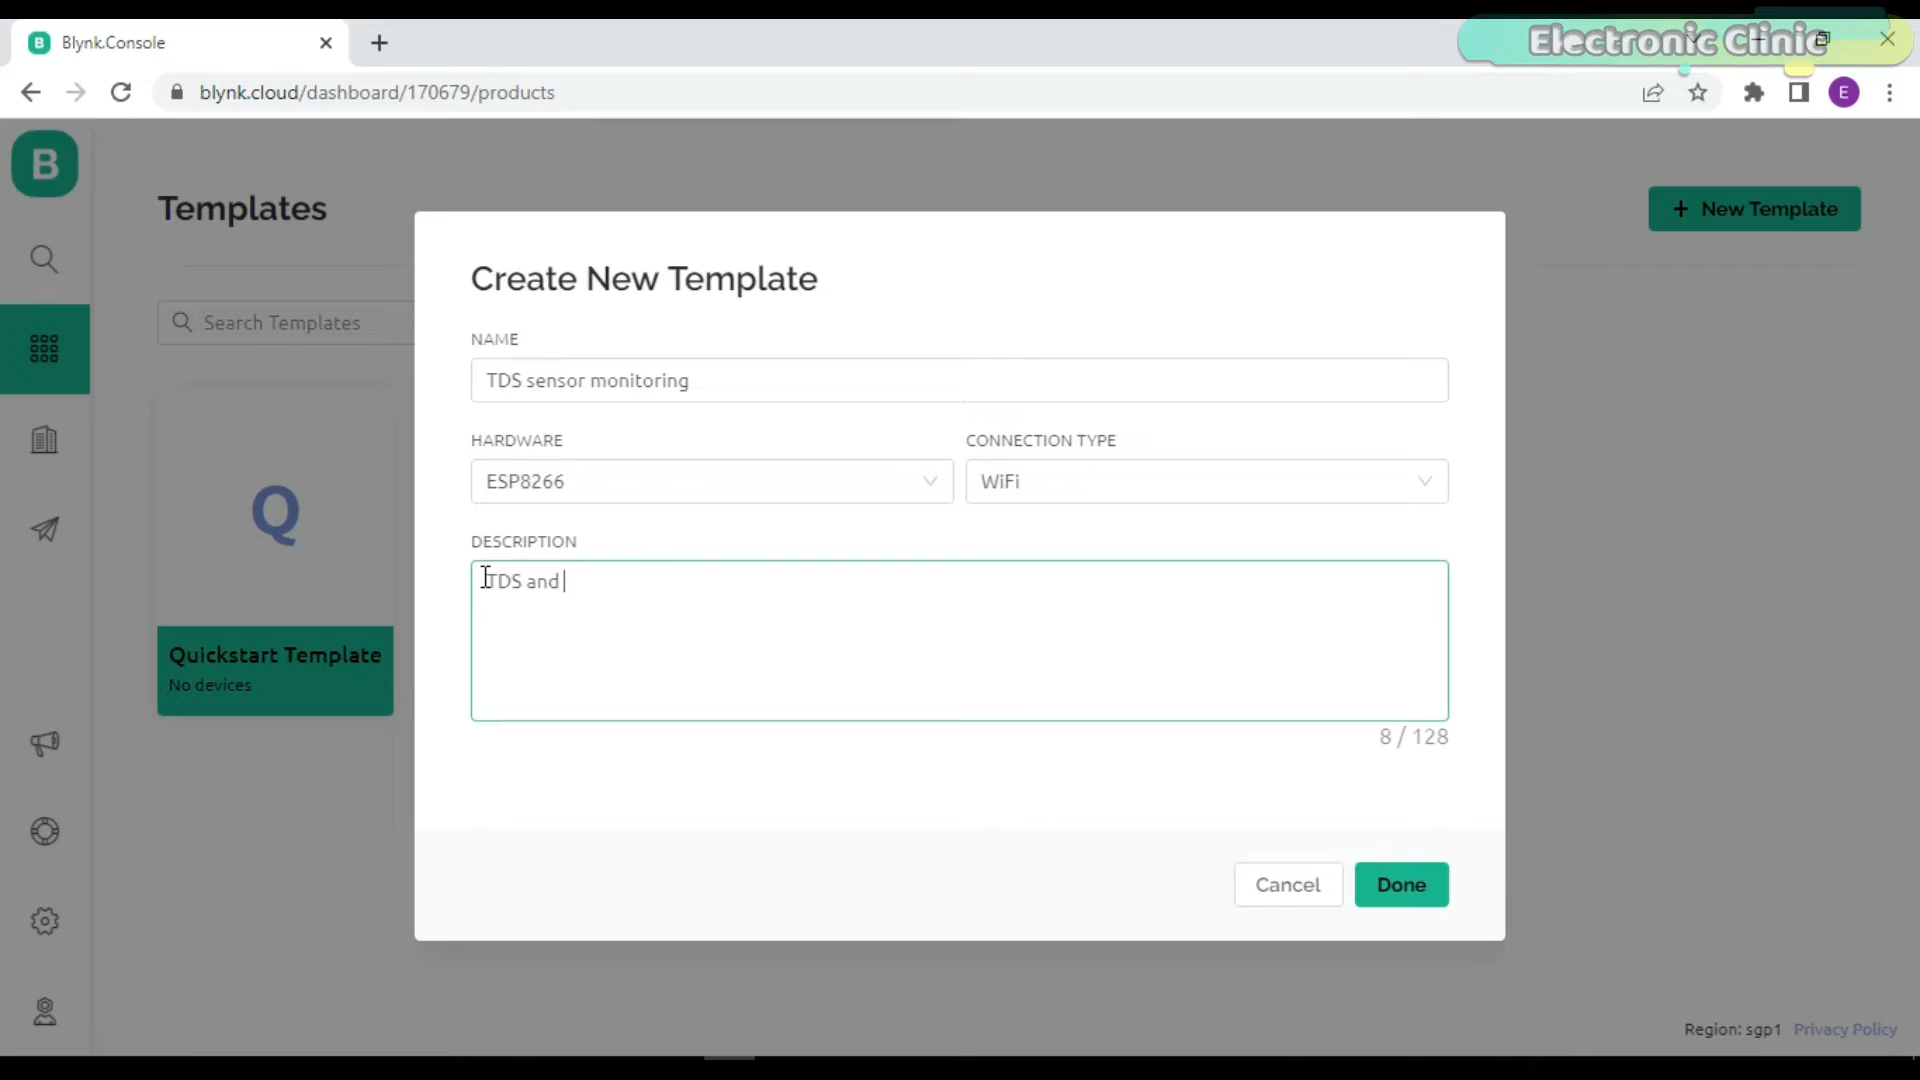 Blynk.Console
Electronic Clinic
blynk.cloud/dashboard/170679/products
E
B
Templates
+ New Template
Search Templates
Q
Quickstart Template
No devices
Create New Template
NAME
TDS sensor monitoring
HARDWARE
CONNECTION TYPE
ESP8266
WiFi
DESCRIPTION
TDS and
8 / 128
Cancel
Done
Region: sgp1 Privacy Policy